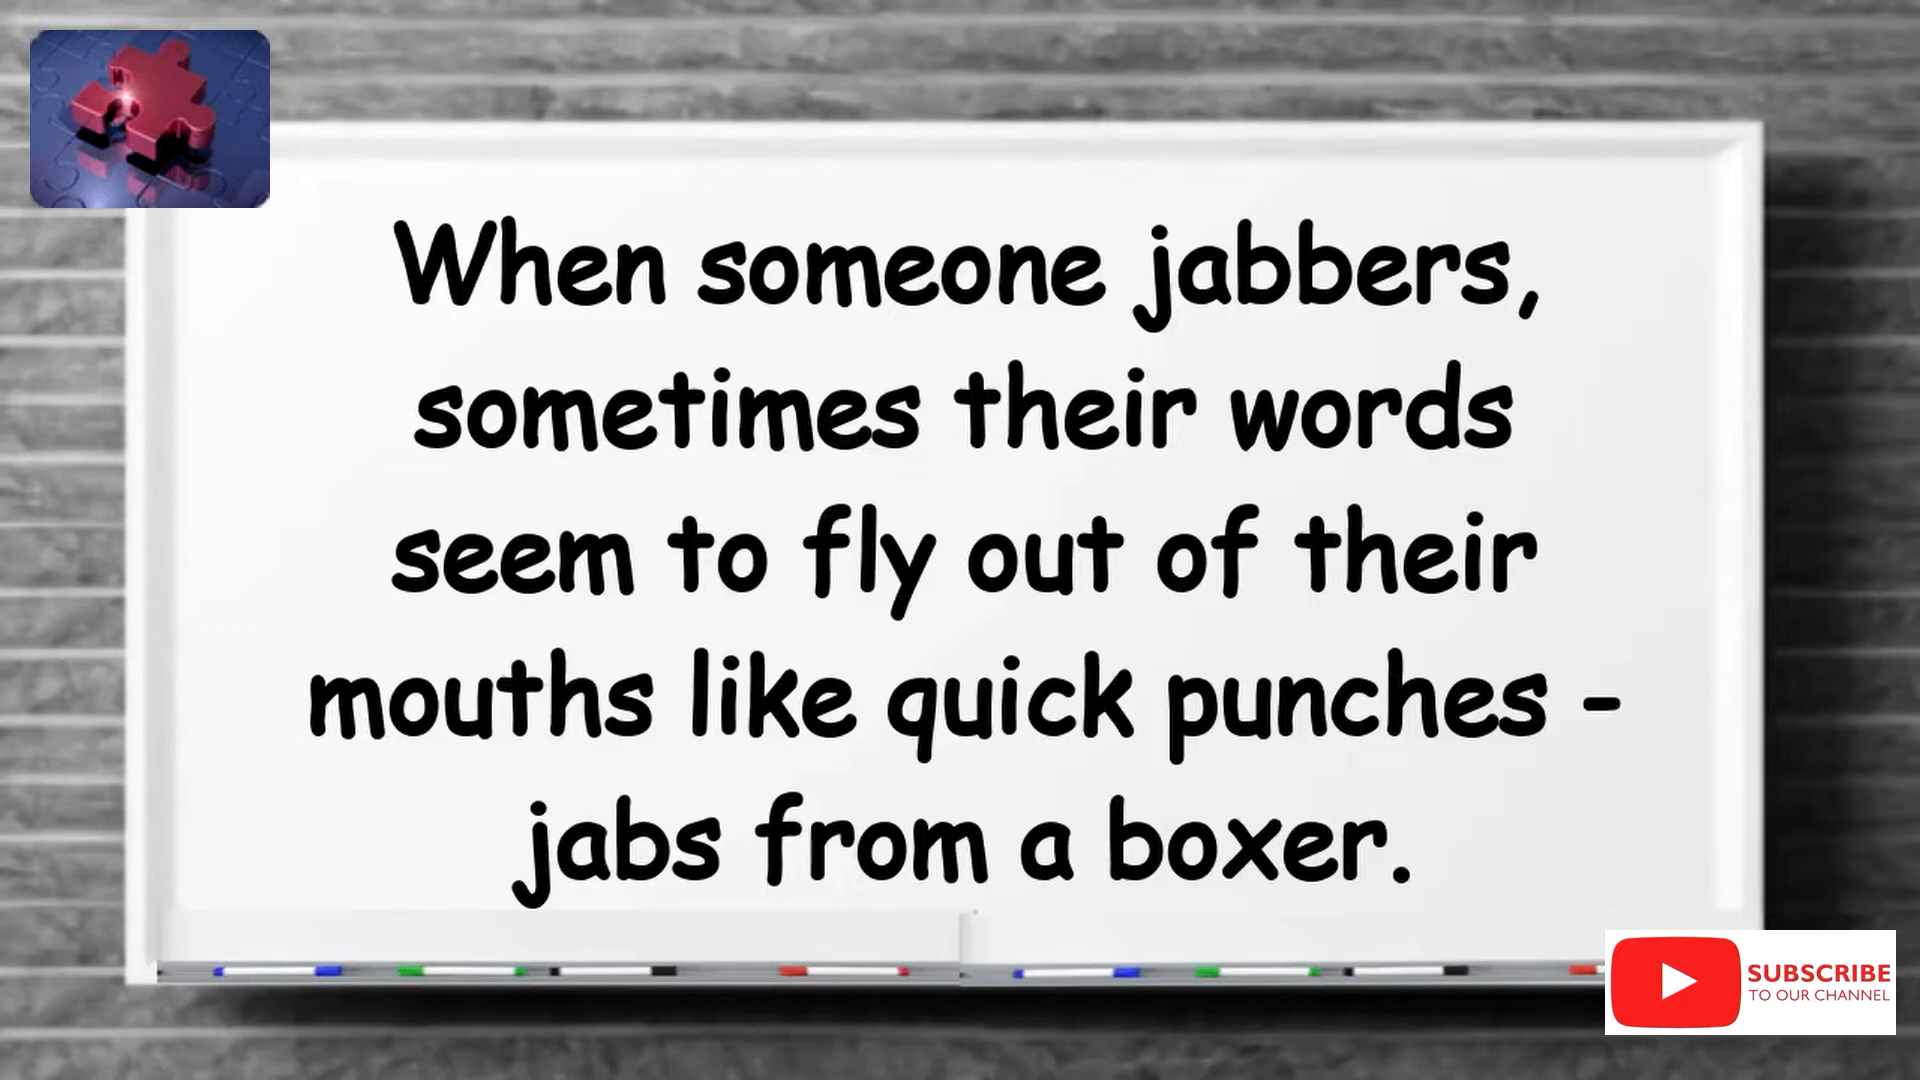 When someone jabbers,
sometimes their words
seem to fly out of their
mouths like quick punches -
jabs from a boxer.
SUBSCRIBE
TO OUR CHANNEL